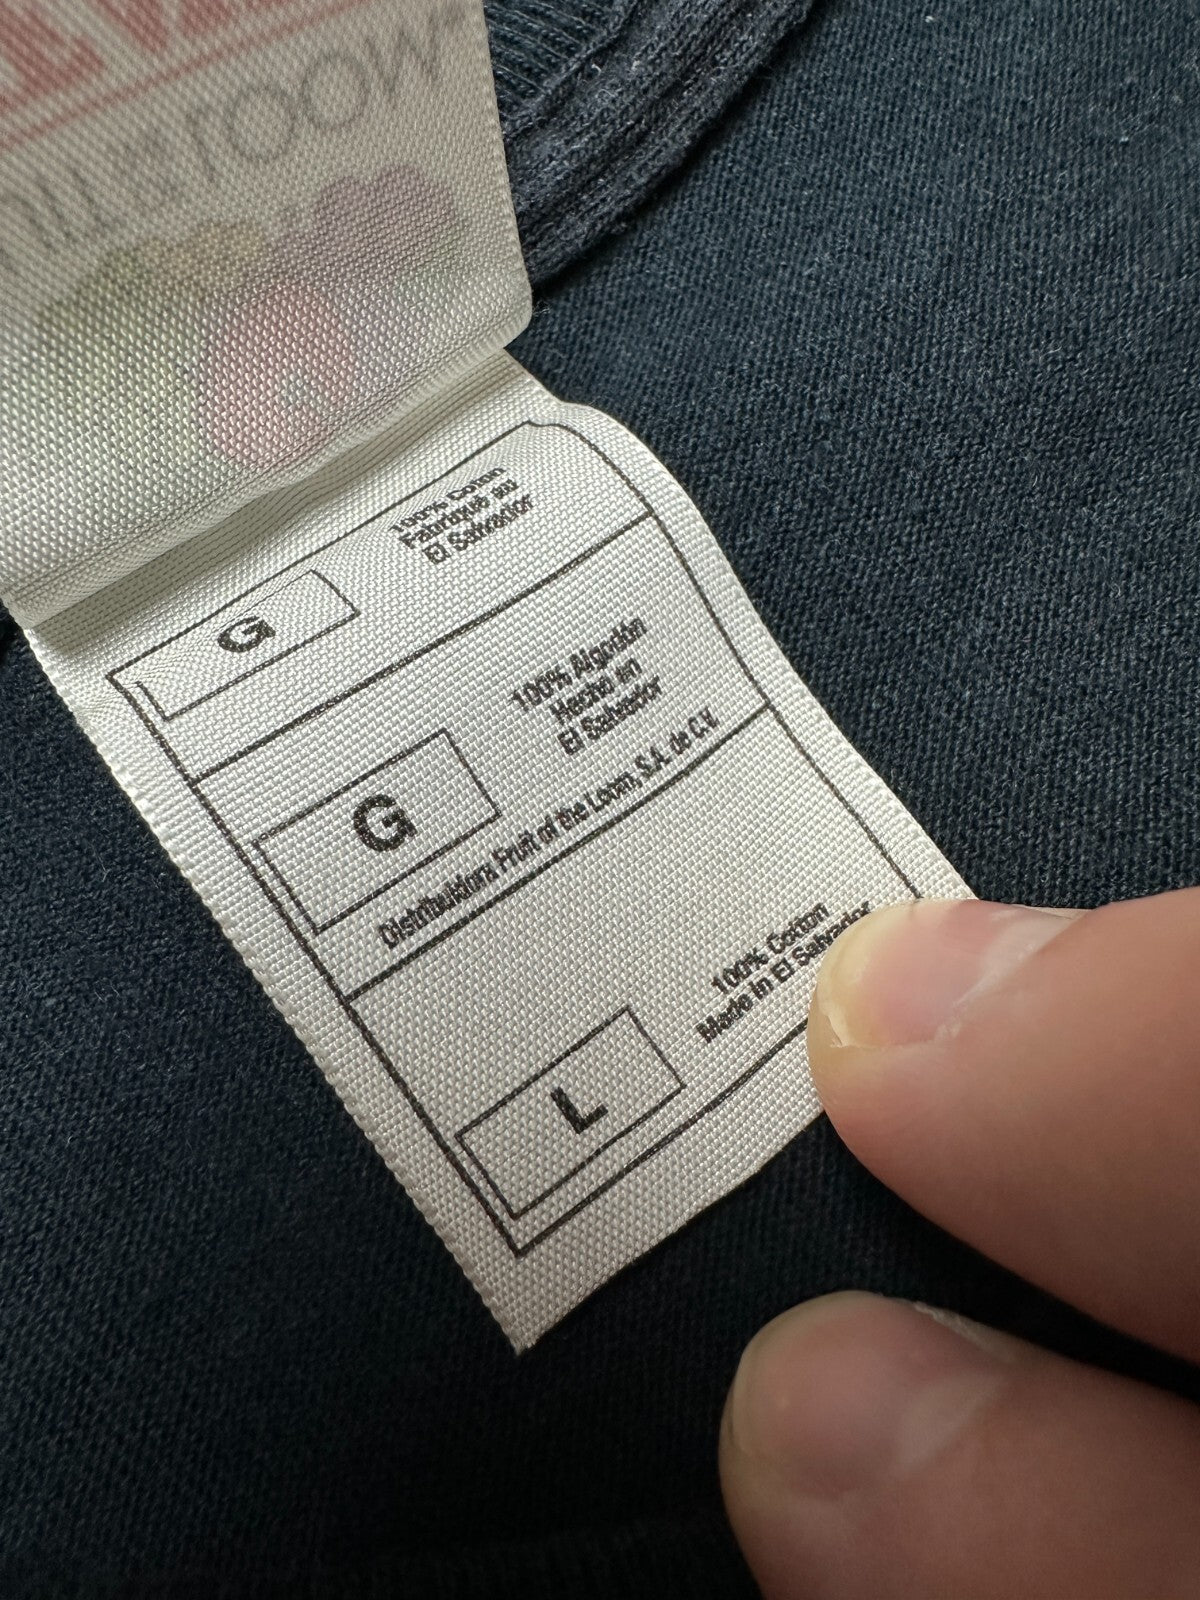 100% Coton
Fabriqué au
El Salvador
G
100% Algodón
Hecho en
El Salvador
G
Distribuidora Fruit of the Loom, S.A. de C.V.
100% Cotton
Made in El Salvador
L